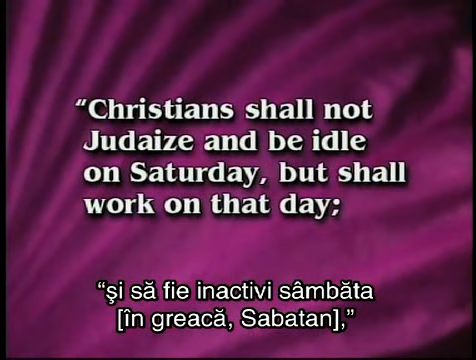 “Christians shall not
Judaize and be idle
on Saturday, but shall
work on that day;
“şi să fie inactivi sâmbăta
[în greacă, Sabatan],”